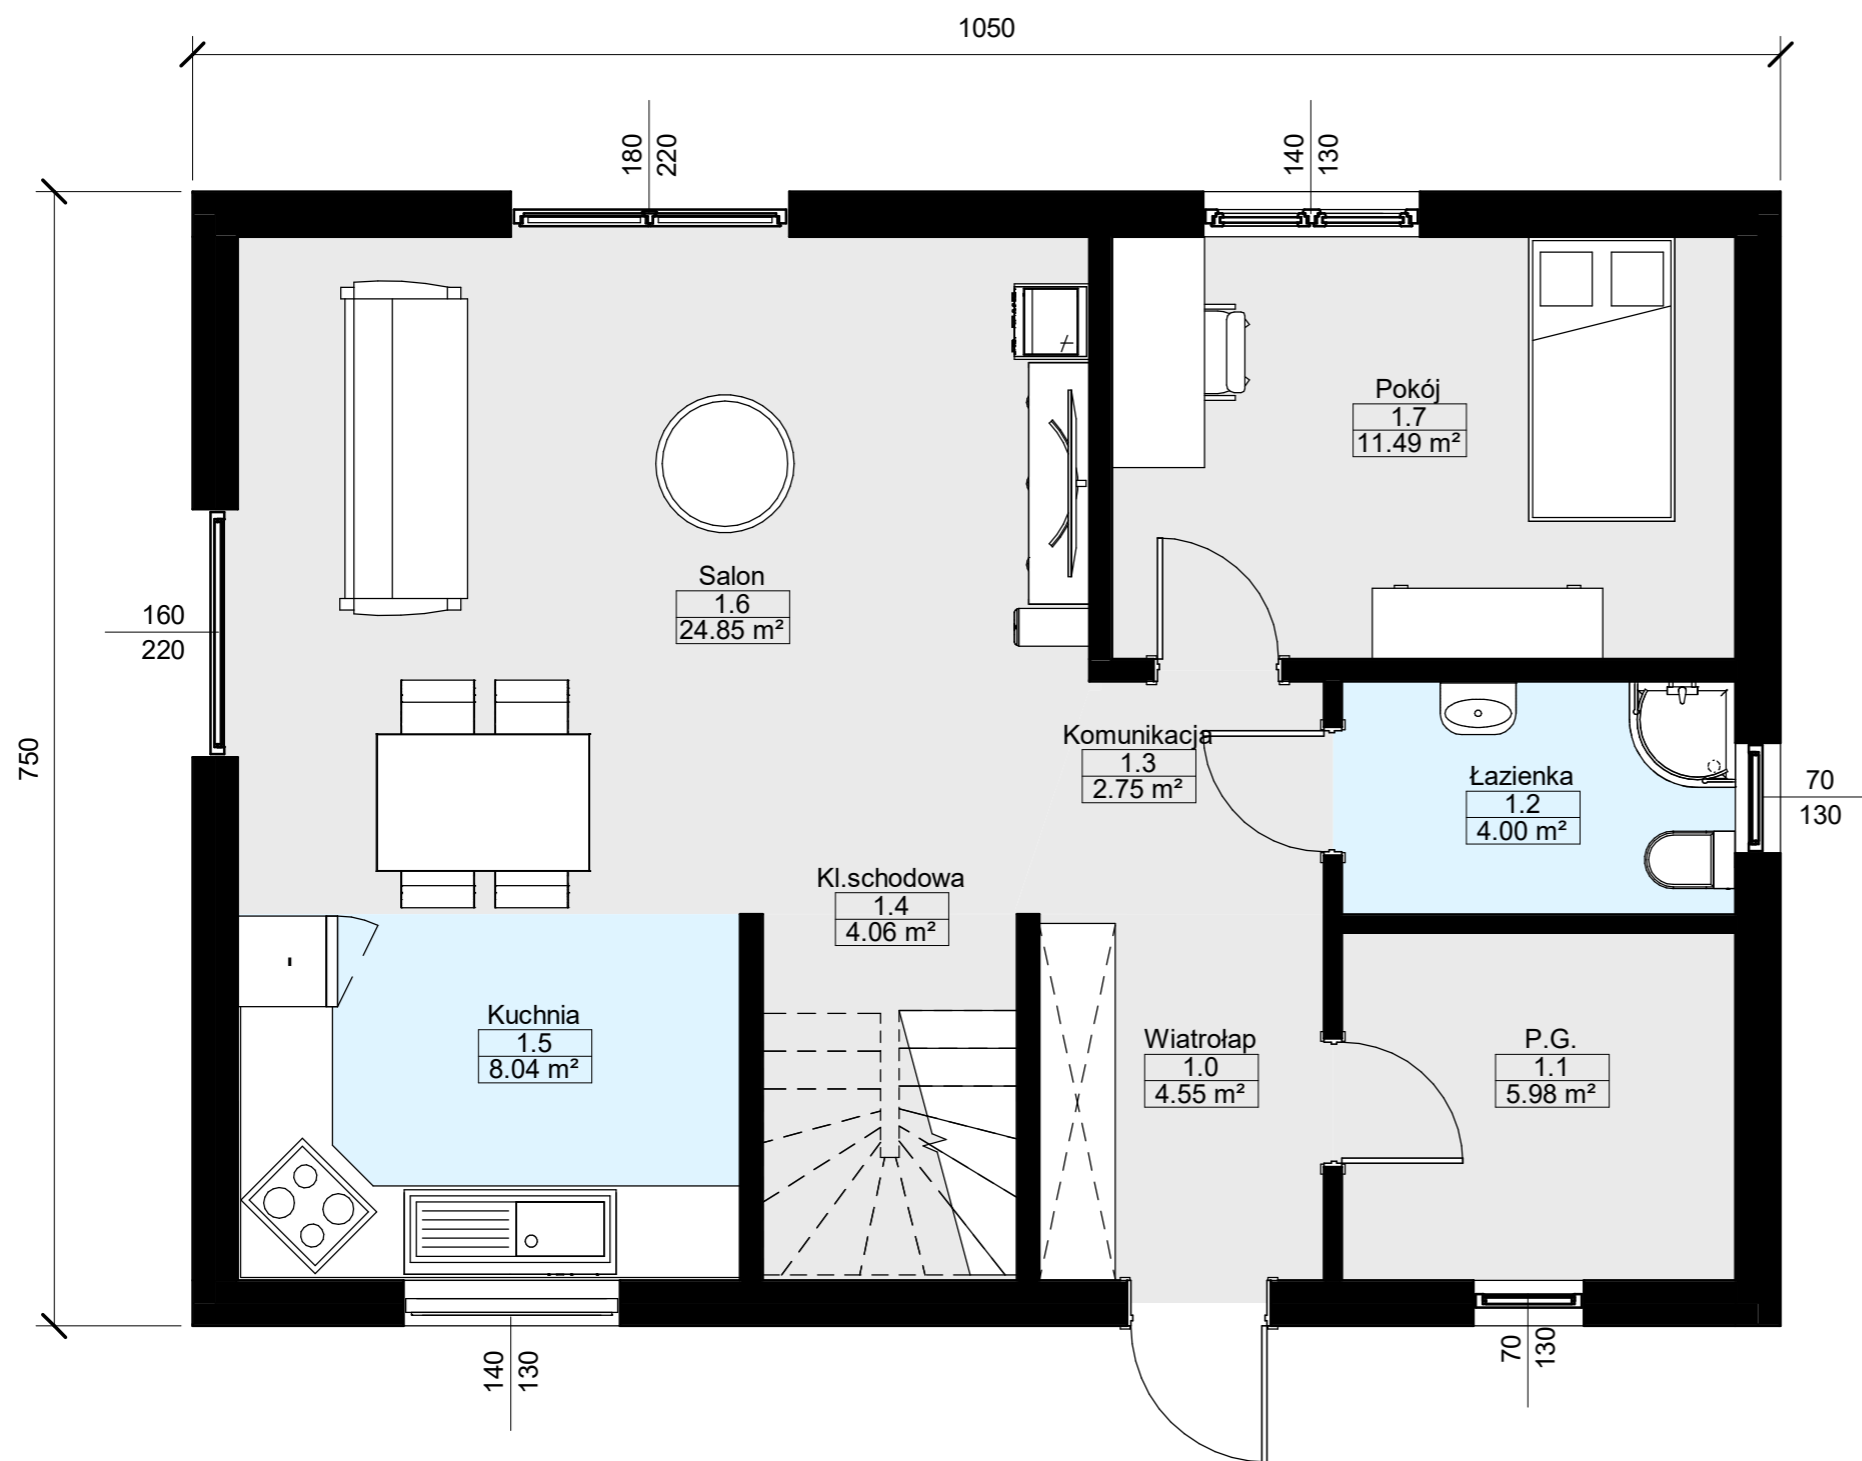 1050
180
220
140
130
Pokój
1.7
11.49 m²
Salon
1.6
24.85 m²
160
220
750
Komunikacja
1.3
2.75 m²
Łazienka
1.2
4.00 m²
70
130
Kl.schodowa
1.4
4.06 m²
Kuchnia
1.5
8.04 m²
Wiatrołap
1.0
4.55 m²
P.G.
1.1
5.98 m²
140
130
70
130